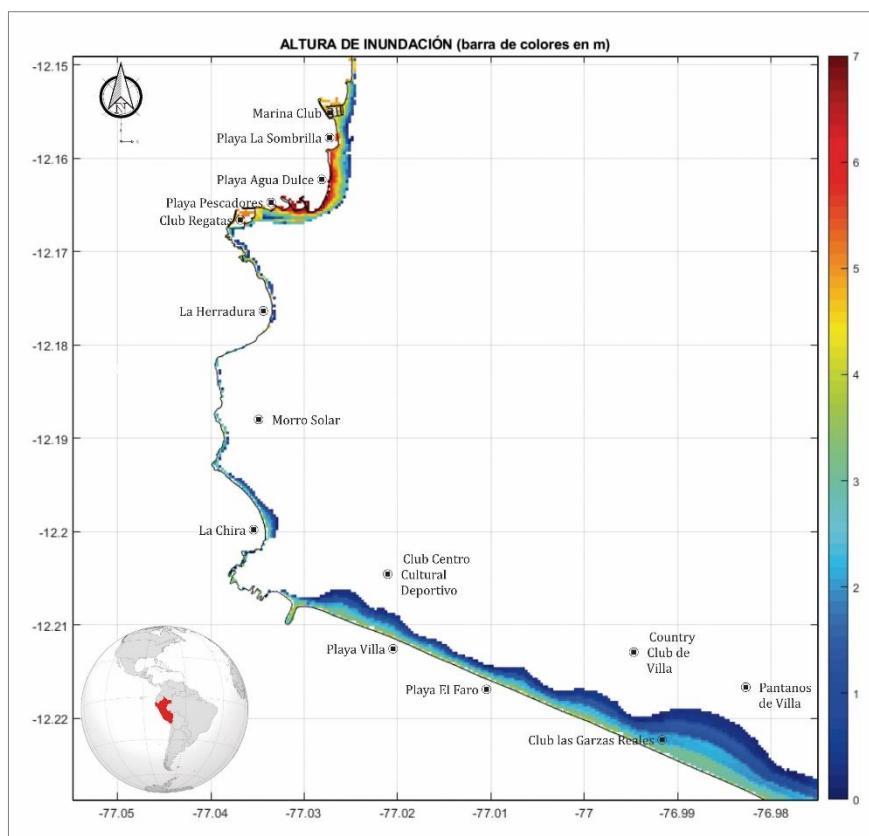 ALTURA DE INUNDACIÓN (barra de colores en m)
-12.15
-12.16
-12.17
-12.18
-12.19
-12.2
-12.21
-12.22
N
Marina Club
Playa La Sombrilla
Playa Agua Dulce
Playa Pescadores
Club Regatas
La Herradura
Morro Solar
La Chira
Club Centro
Cultural
Deportivo
Playa Villa
Country
Club de
Villa
Playa El Faro
Pantanos
de Villa
Club las Garzas Reales
7
6
5
4
3
2
1
0
-77.05
-77.04
-77.03
-77.02
-77.01
-77
-76.99
-76.98